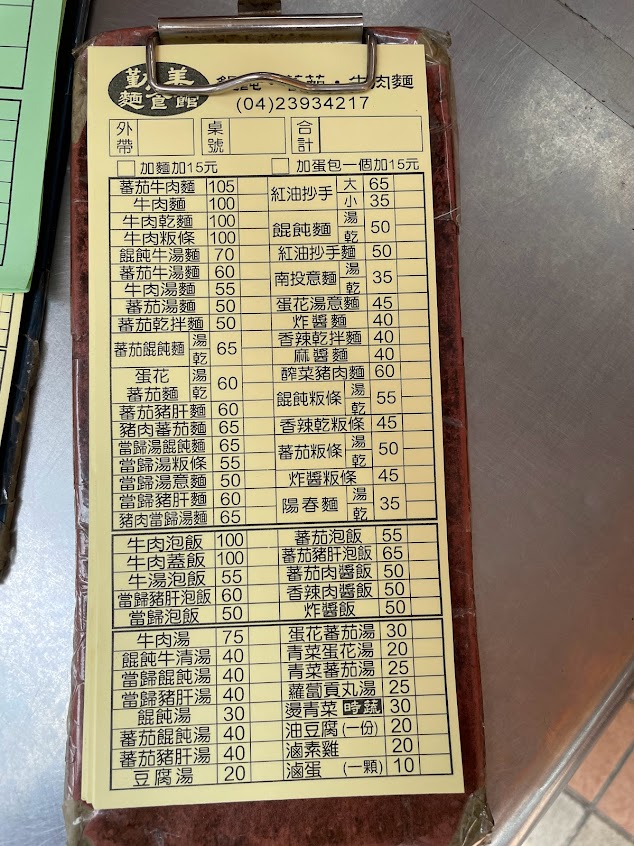 勤美
麵食館
牛肉麵
(04)23934217
外帶 桌號 合計
加麵加15元 加蛋包一個加15元
蕃茄牛肉麵 105 紅油抄手 大 65
牛肉麵 100 小 35
牛肉乾麵 100 餛飩麵 湯 乾 50
牛肉粄條 100
餛飩牛湯麵 70 紅油抄手麵 50
蕃茄牛湯麵 60 南投意麵 湯 乾 35
牛肉湯麵 55
蕃茄湯麵 50 蛋花湯意麵 45
蕃茄乾拌麵 50 炸醬麵 40
蕃茄餛飩麵 湯 乾 65 香辣乾拌麵 40
麻醬麵 40
蛋花蕃茄麵 湯 乾 60 酸菜豬肉麵 60
餛飩粄條 湯 乾 55
蕃茄豬肝麵 60
豬肉蕃茄麵 65 香辣乾粄條 45
當歸湯餛飩麵 65 蕃茄粄條 湯 乾 50
當歸湯粄條 55
當歸湯意麵 50 炸醬粄條 45
當歸豬肝麵 60 陽春麵 湯 乾 35
豬肉當歸湯麵 65
牛肉泡飯 100 蕃茄泡飯 55
牛肉蓋飯 100 蕃茄豬肝泡飯 65
牛湯泡飯 55 蕃茄肉醬飯 50
當歸豬肝泡飯 60 香辣肉醬飯 50
當歸泡飯 50 炸醬飯 50
牛肉湯 75 蛋花蕃茄湯 30
餛飩牛清湯 40 青菜蛋花湯 20
當歸餛飩湯 40 青菜蕃茄湯 25
當歸豬肝湯 40 蘿蔔貢丸湯 25
餛飩湯 30 燙青菜 時蔬 30
蕃茄餛飩湯 40 油豆腐(一份) 20
蕃茄豬肝湯 40 滷素雞 20
豆腐湯 20 滷蛋 (一顆) 10